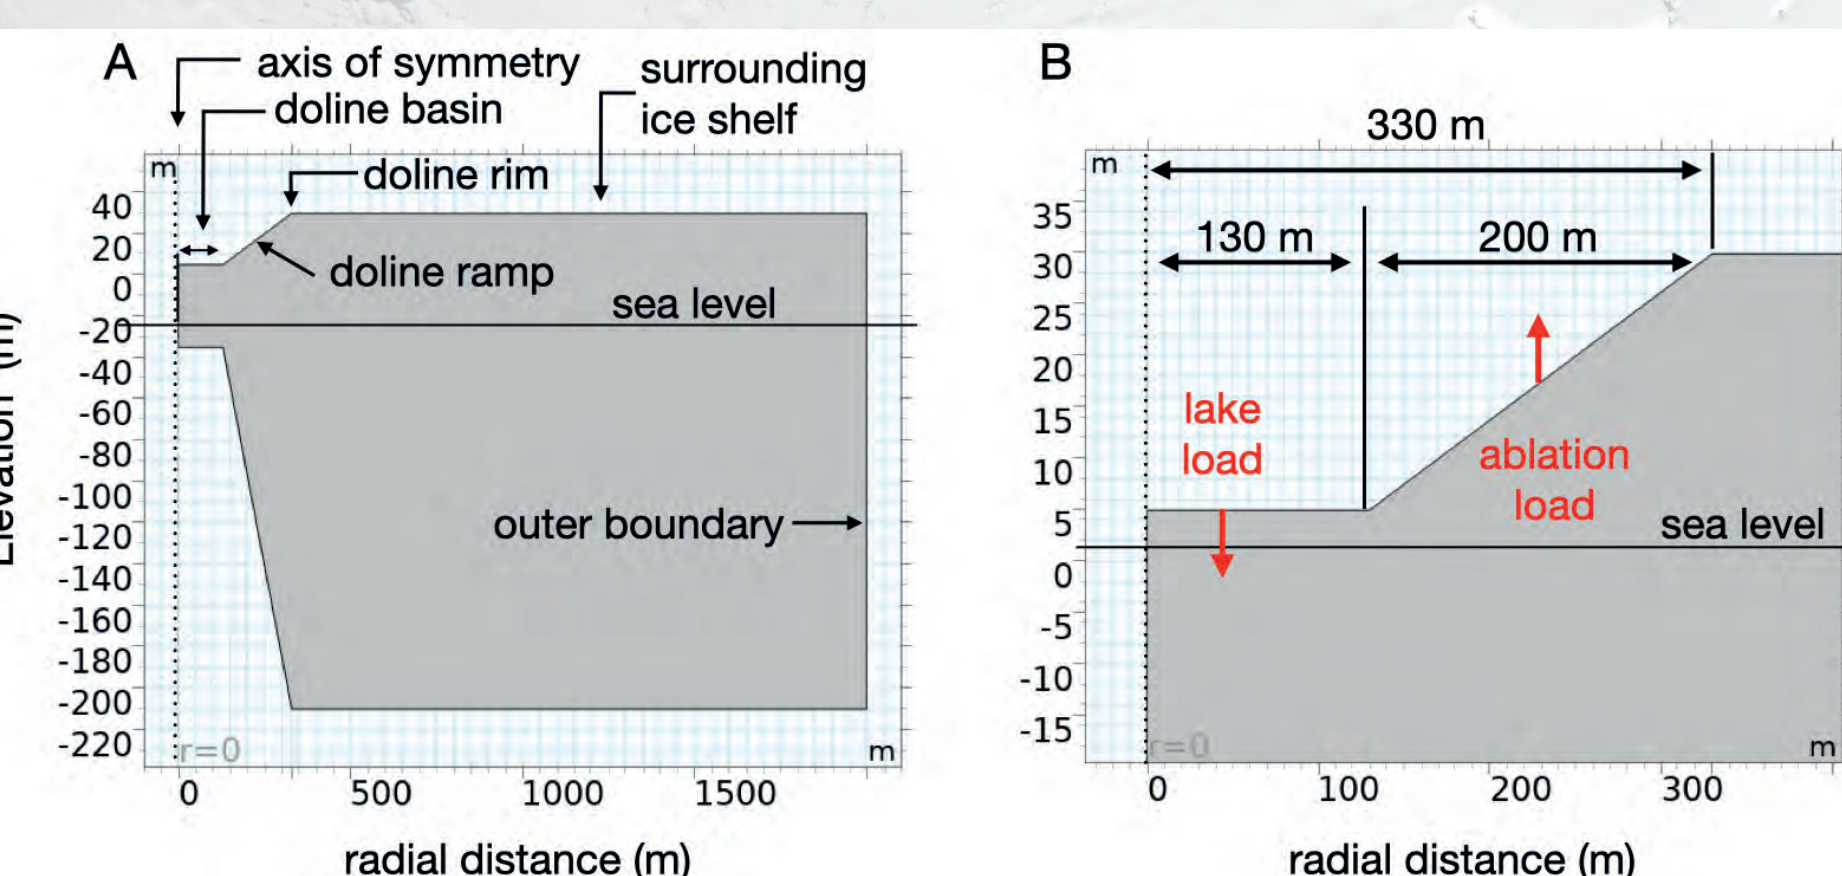 A
axis of symmetry
doline basin
surrounding
ice shelf
m
doline rim
doline ramp
sea level
outer boundary
40
20
0
-20
-40
-60
-80
-100
-120
-140
-160
-180
-200
-220
r=0
m
0 500 1000 1500
radial distance (m)
Elevation (m)
B
330 m
m
130 m
200 m
35
30
25
20
15
10
5
0
-5
-10
-15
lake
load
ablation
load
sea level
r=0
m
0 100 200 300
radial distance (m)